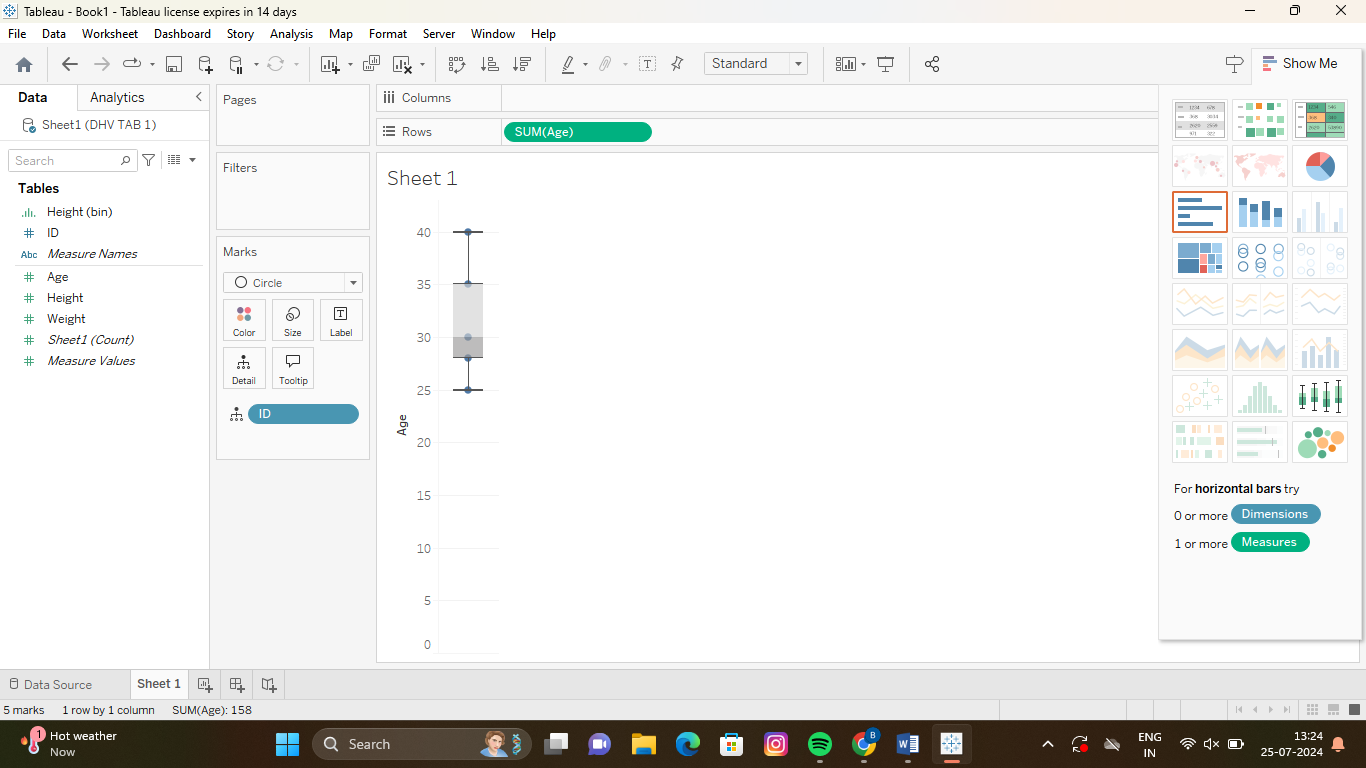 Tableau - Book1 - Tableau license expires in 14 days
File Data Worksheet Dashboard Story Analysis Map Format Server Window Help
Standard
Show Me
Data Analytics
Sheet1 (DHV TAB 1)
Search
Tables
Height (bin)
ID
Abc Measure Names
Age
Height
Weight
Sheet1 (Count)
Measure Values
Pages
Filters
Marks
Circle
Color Size Label
Detail Tooltip
ID
Columns
Rows SUM(Age)
Sheet 1
40
35
30
25
20
15
10
5
0
Age
For horizontal bars try
0 or more Dimensions
1 or more Measures
Data Source Sheet 1
5 marks 1 row by 1 column SUM(Age): 158
1
Hot weather
Now
Search
B
ENG
IN
13:24
25-07-2024